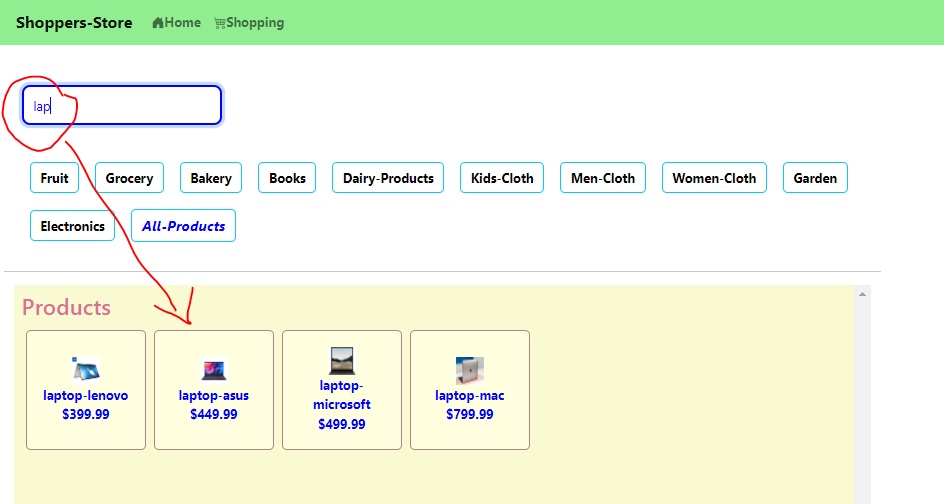 Shoppers-Store Home Shopping
lap
Fruit Grocery Bakery Books Dairy-Products Kids-Cloth Men-Cloth Women-Cloth Garden
Electronics All-Products
Products
laptop-lenovo
$399.99
laptop-asus
$449.99
laptop-
microsoft
$499.99
laptop-mac
$799.99